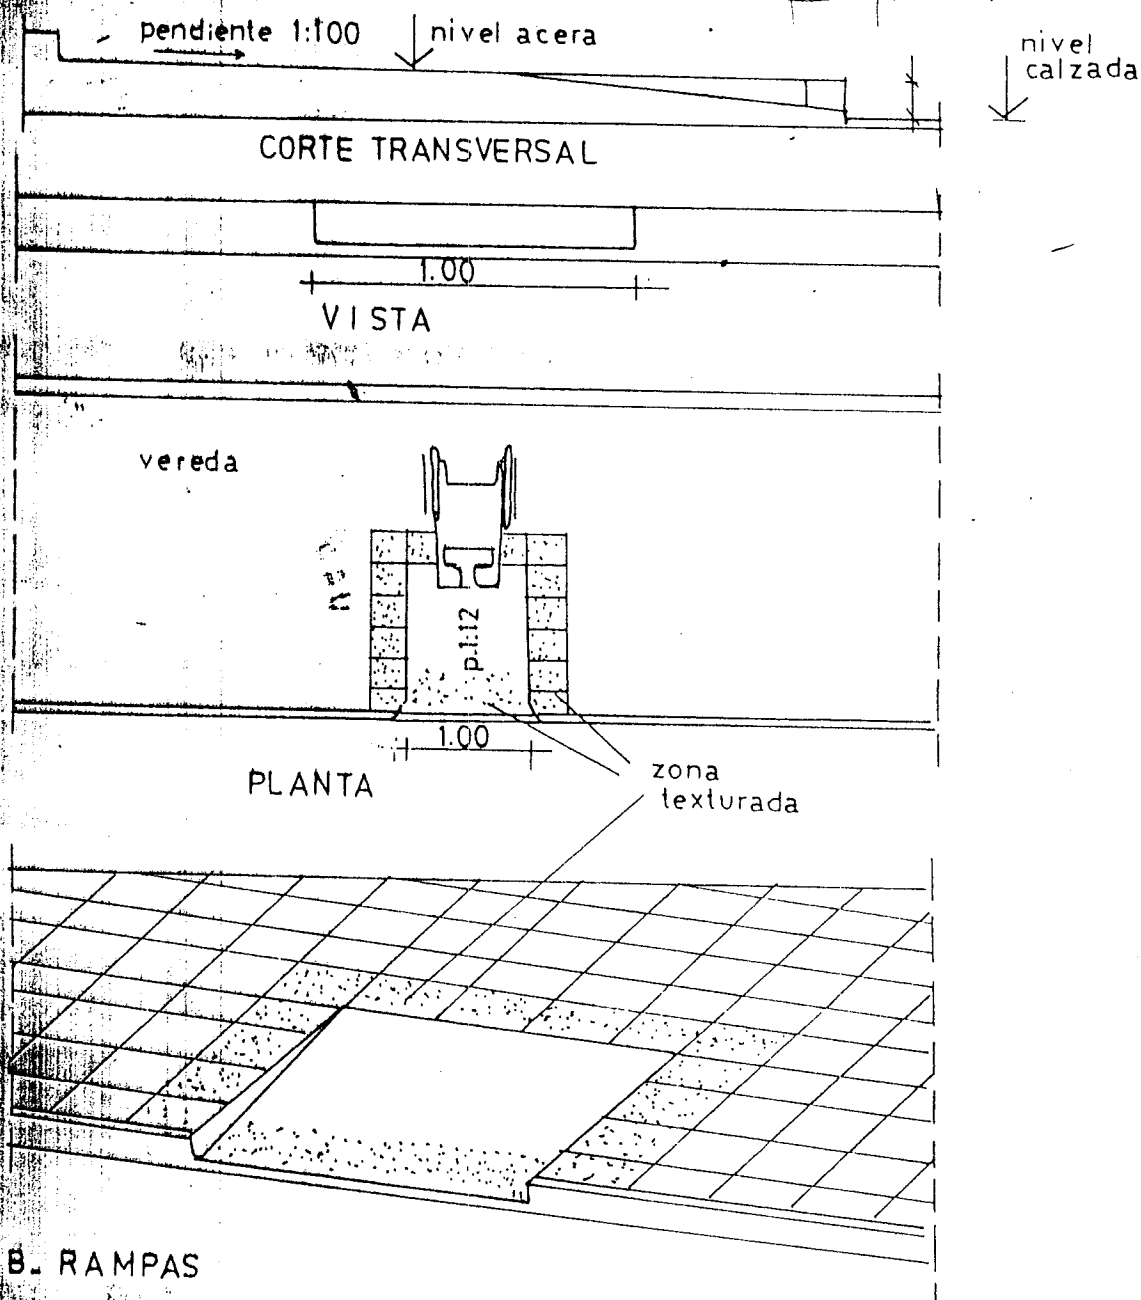 pendiente 1:100
nivel acera
nivel
calzada
CORTE TRANSVERSAL
1.00
VISTA
vereda
p.1:12
1.00
PLANTA
zona
texturada
B. RAMPAS